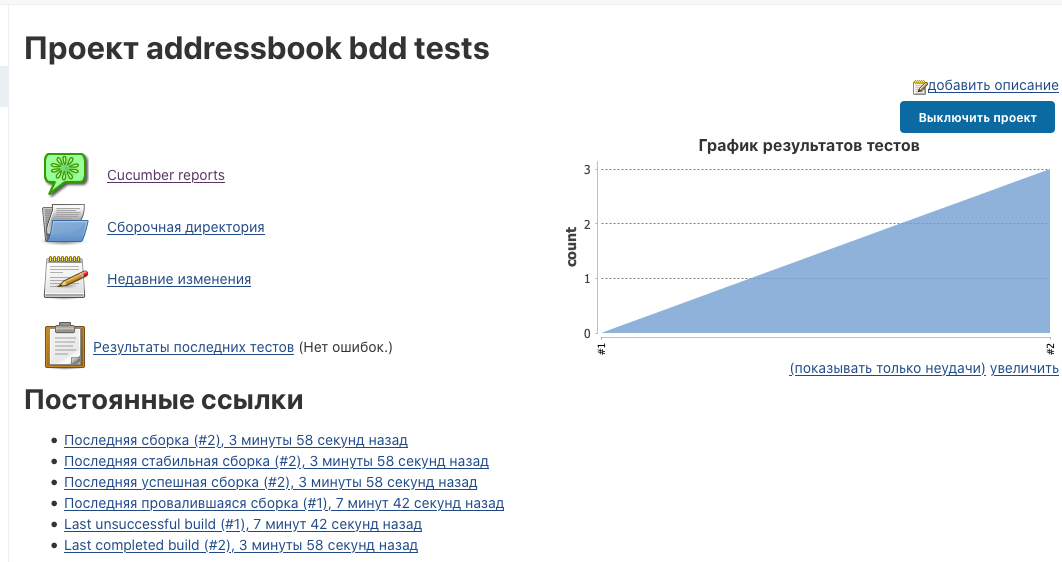 Проект addressbook bdd tests
добавить описание
Выключить проект
Cucumber reports
Сборочная директория
Недавние изменения
Результаты последних тестов (Нет ошибок.)
График результатов тестов
count
3
2
1
0
#1
#2
(показывать только неудачи) увеличить
Постоянные ссылки
Последняя сборка (#2), 3 минуты 58 секунд назад
Последняя стабильная сборка (#2), 3 минуты 58 секунд назад
Последняя успешная сборка (#2), 3 минуты 58 секунд назад
Последняя провалившаяся сборка (#1), 7 минут 42 секунд назад
Last unsuccessful build (#1), 7 минут 42 секунд назад
Last completed build (#2), 3 минуты 58 секунд назад